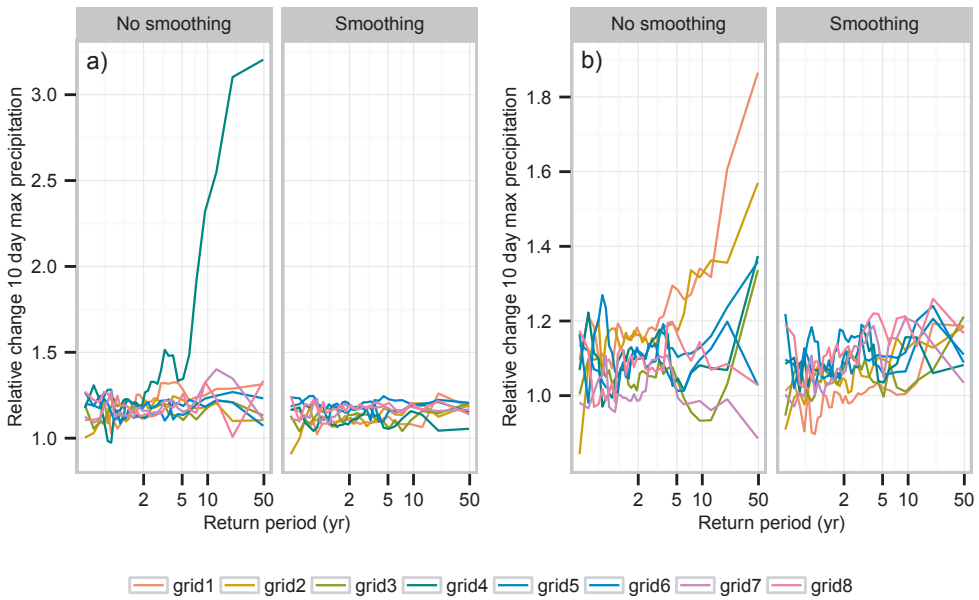 No smoothing Smoothing No smoothing Smoothing
a) b)
Relative change 10 day max precipitation
3.0
2.5
2.0
1.5
1.0
2 5 10 50 2 5 10 50
Return period (yr)
Relative change 10 day max precipitation
1.8
1.6
1.4
1.2
1.0
2 5 10 50 2 5 10 50
Return period (yr)
grid1 grid2 grid3 grid4 grid5 grid6 grid7 grid8